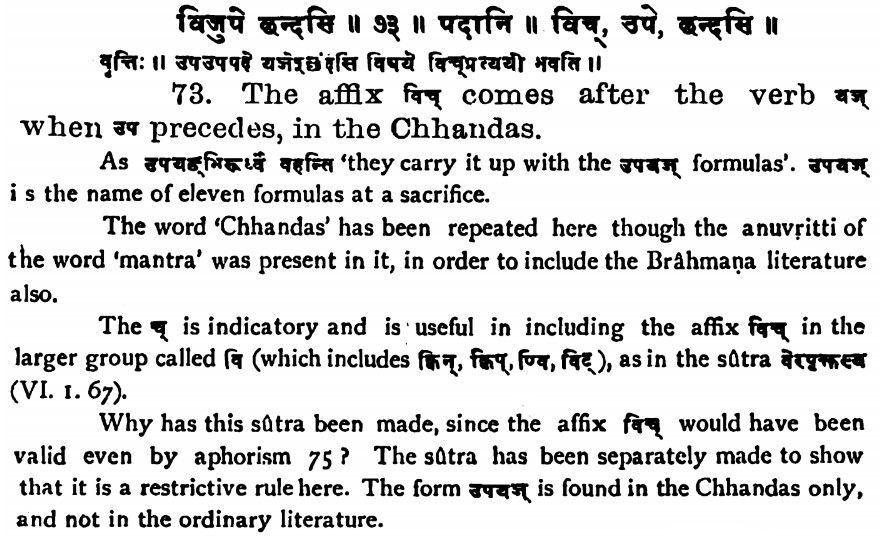 विजुपे छन्दसि ॥ ७३ ॥ पदानि ॥ विच्, उपे, छन्दसि ॥
वृत्तिः ॥ उपउपपदे यजेश्छंदसि विषये विच्प्रत्ययो भवति ॥
73. The affix विच् comes after the verb यज्
when उप precedes, in the Chhandas.
As उपयड्भिरूर्ध्वं वहन्ति 'they carry it up with the उपयज् formulas'. उपयज्
i s the name of eleven formulas at a sacrifice.
The word 'Chhandas' has been repeated here though the anuvṛitti of
the word 'mantra' was present in it, in order to include the Brâhmaṇa literature
also.
The च् is indicatory and is useful in including the affix विच् in the
larger group called वि (which includes क्विन्, क्विप्, ण्वि, विट्), as in the sûtra वेरपृक्तस्य
(VI. 1. 67).
Why has this sûtra been made, since the affix विच् would have been
valid even by aphorism 75? The sûtra has been separately made to show
that it is a restrictive rule here. The form उपयज् is found in the Chhandas only,
and not in the ordinary literature.